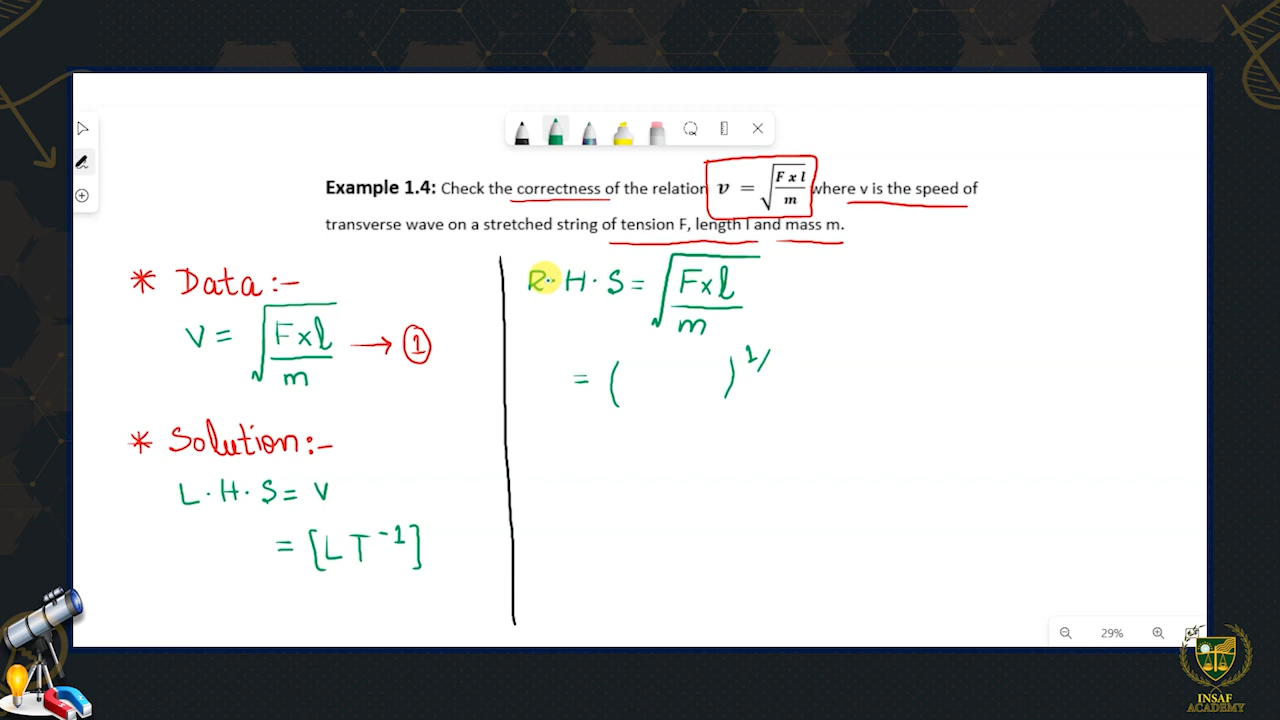 Example 1.4: Check the correctness of the relation v = √(F x l / m) where v is the speed of
transverse wave on a stretched string of tension F, length l and mass m.
* Data :-
V = √(F x l / m) → ①
* Solution :-
L.H.S = V
= [L T⁻¹]
R.H.S = √(F x l / m)
= ( )^1/
29%
INSAF
ACADEMY